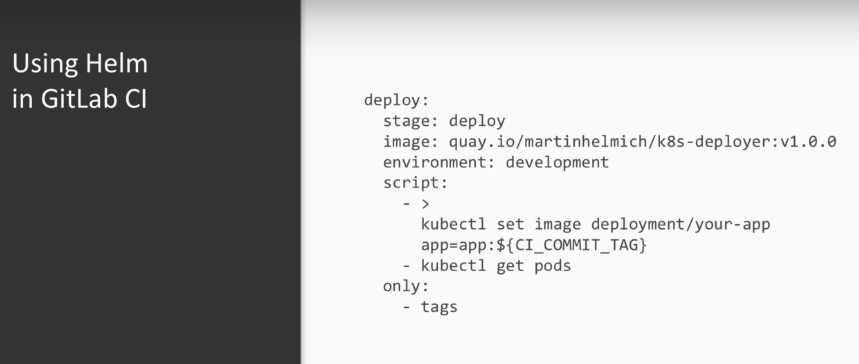 Using Helm
in GitLab CI
deploy:
  stage: deploy
  image: quay.io/martinhelmich/k8s-deployer:v1.0.0
  environment: development
  script:
    - >
      kubectl set image deployment/your-app
      app=app:${CI_COMMIT_TAG}
    - kubectl get pods
  only:
    - tags